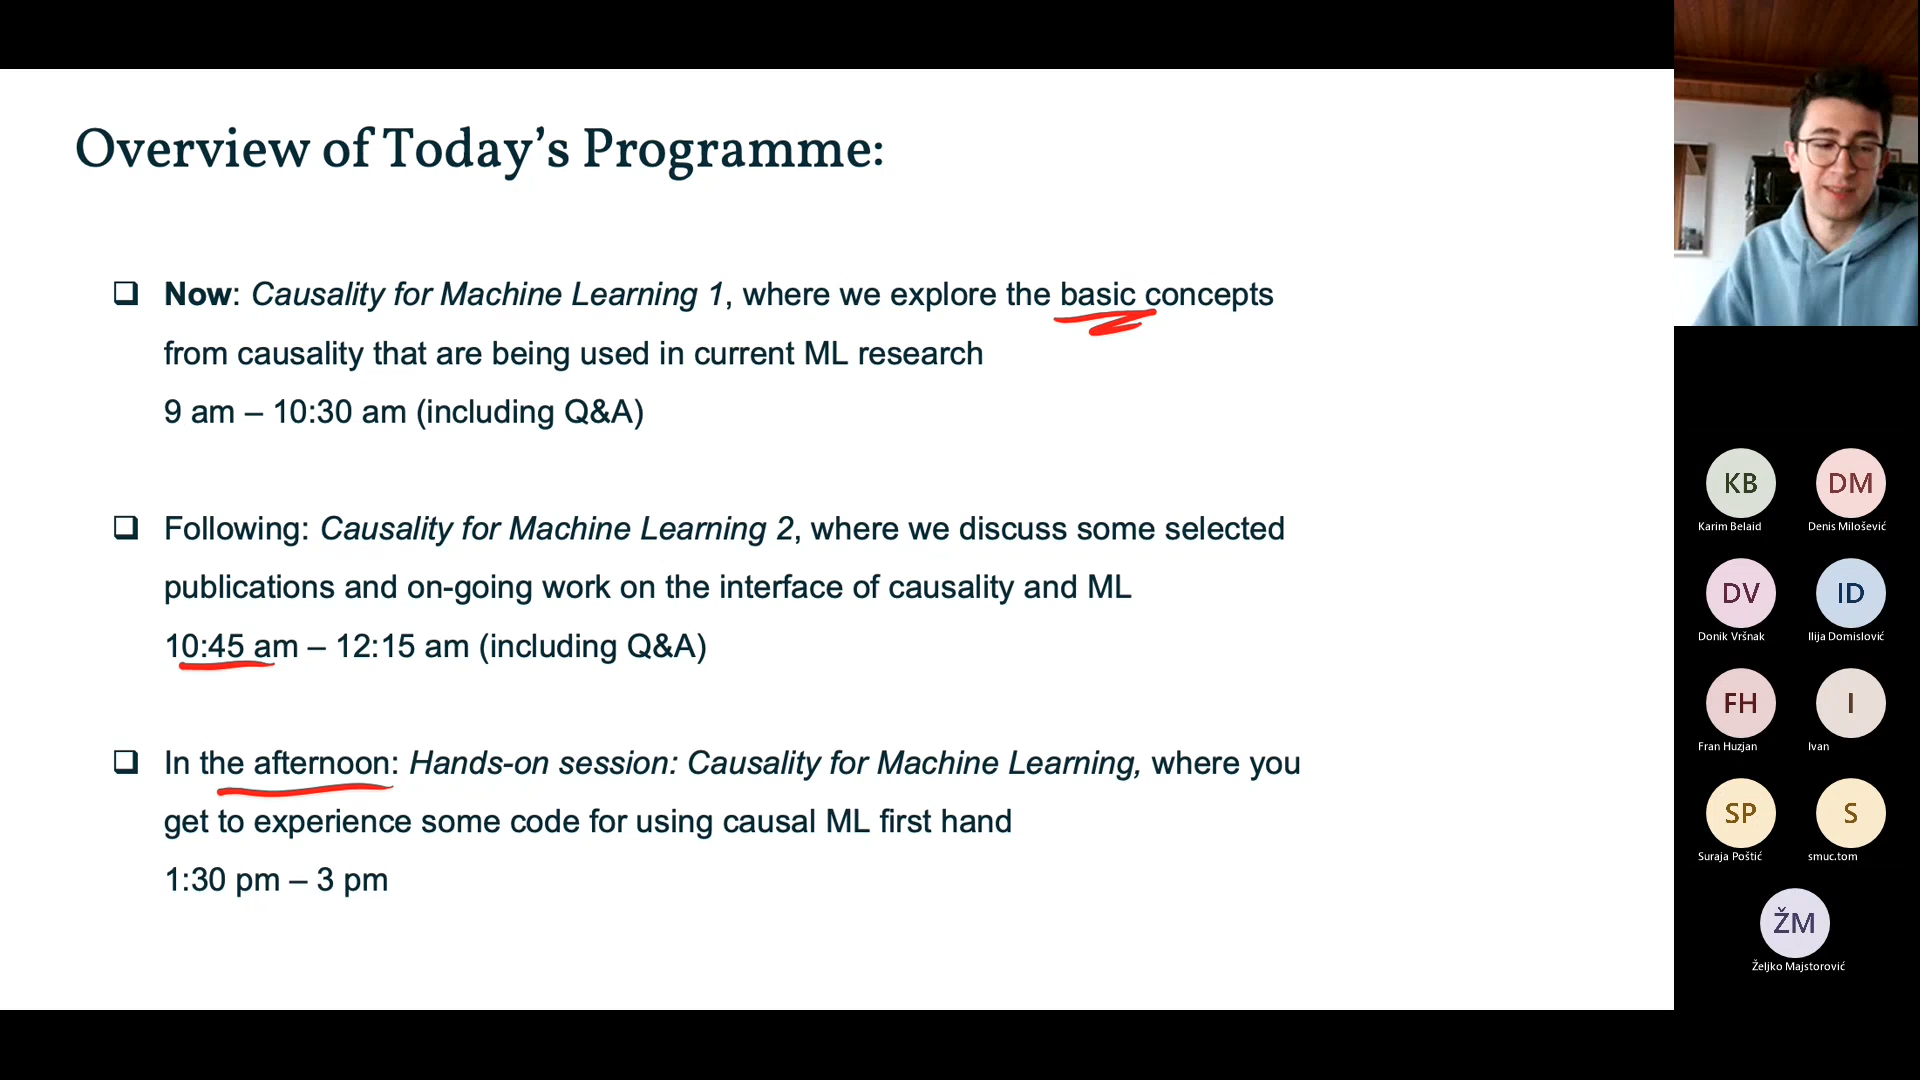 Overview of Today’s Programme:
❑ Now: Causality for Machine Learning 1, where we explore the basic concepts
from causality that are being used in current ML research
9 am – 10:30 am (including Q&A)
❑ Following: Causality for Machine Learning 2, where we discuss some selected
publications and on-going work on the interface of causality and ML
10:45 am – 12:15 am (including Q&A)
❑ In the afternoon: Hands-on session: Causality for Machine Learning, where you
get to experience some code for using causal ML first hand
1:30 pm – 3 pm
KB DM
Karim Belaid Denis Milošević
DV ID
Donik Vršnak Ilija Domislović
FH I
Fran Huzjan Ivan
SP S
Suraja Poštić smuc.tom
ŽM
Željko Majstorović